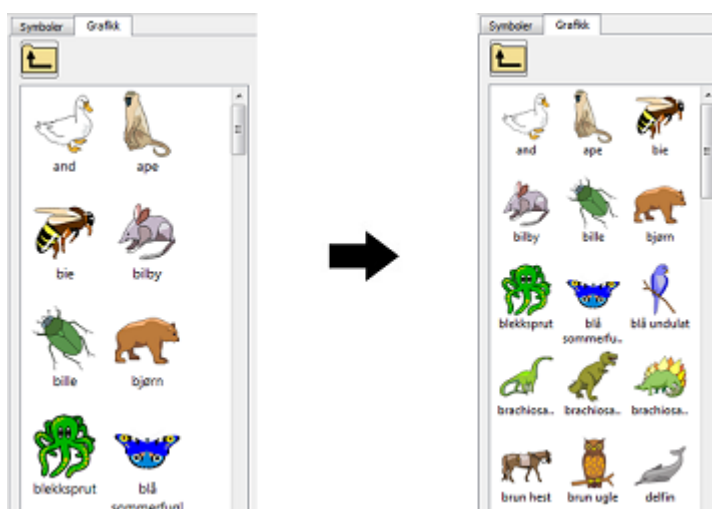 Symboler Grafikk
and ape
bie bilby
bille bjørn
blekksprut blå
sommerfugl
Symboler Grafikk
and ape bie
bilby bille bjørn
blekksprut blå blå undulat
sommerfu..
brachiosa.. brachiosa.. brachiosa..
brun hest brun ugle delfin